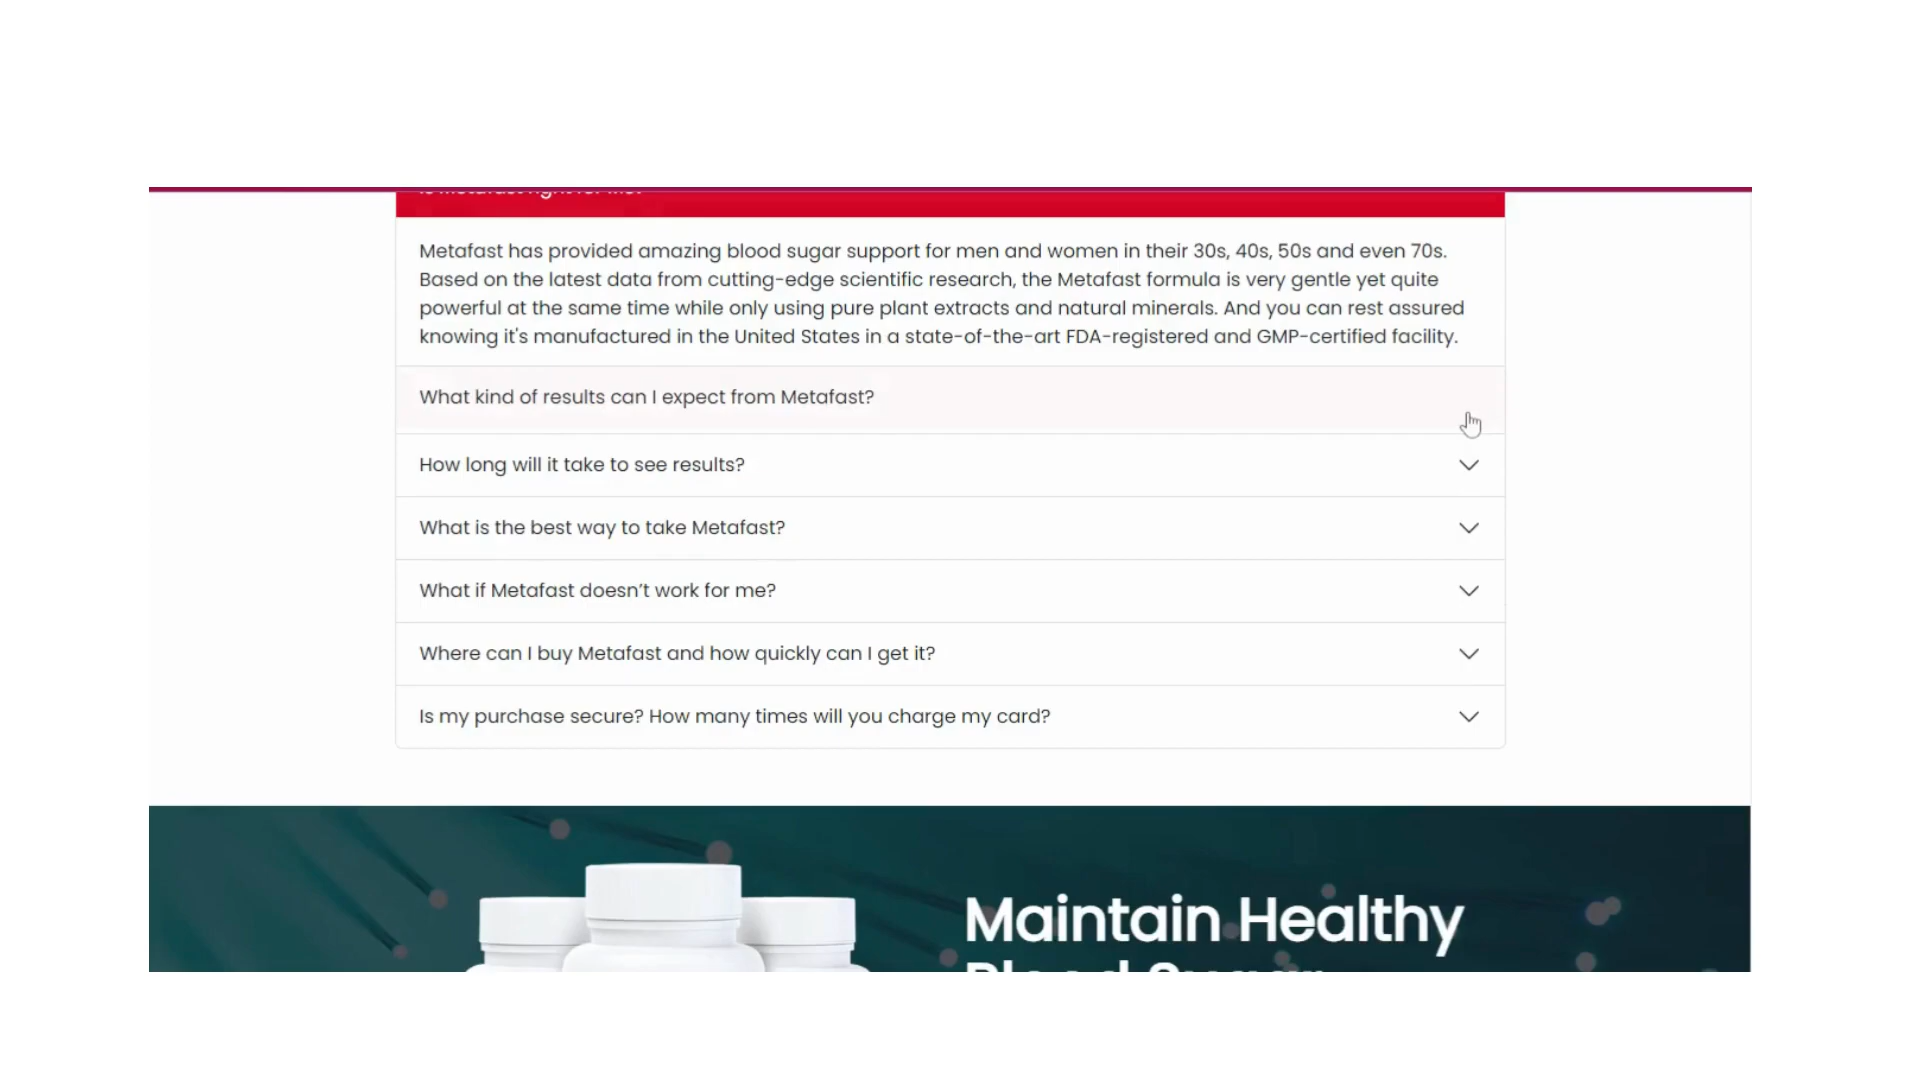 Metafast has provided amazing blood sugar support for men and women in their 30s, 40s, 50s and even 70s.
Based on the latest data from cutting-edge scientific research, the Metafast formula is very gentle yet quite
powerful at the same time while only using pure plant extracts and natural minerals. And you can rest assured
knowing it's manufactured in the United States in a state-of-the-art FDA-registered and GMP-certified facility.
What kind of results can I expect from Metafast?
How long will it take to see results?
What is the best way to take Metafast?
What if Metafast doesn’t work for me?
Where can I buy Metafast and how quickly can I get it?
Is my purchase secure? How many times will you charge my card?
Maintain Healthy
Blood Sugar